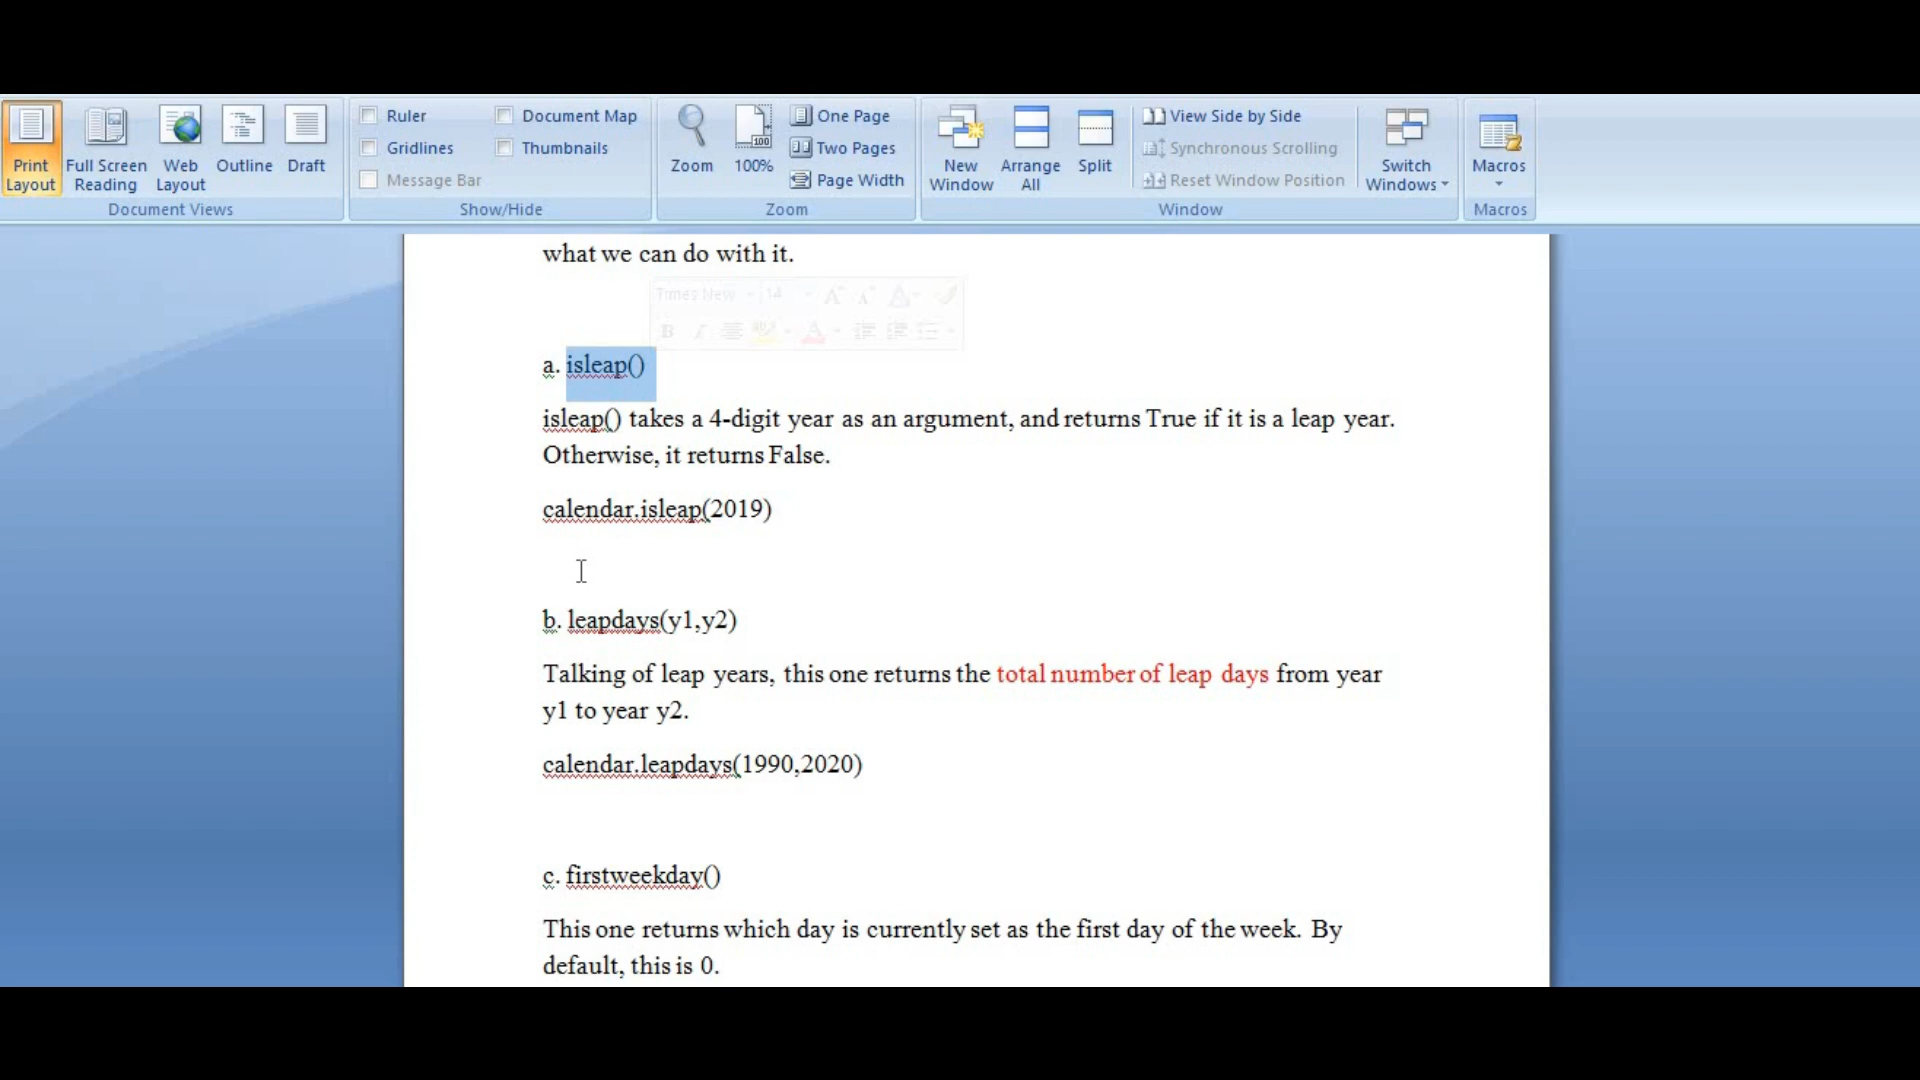 Print Layout
Full Screen Reading
Web Layout
Outline
Draft
Document Views
Ruler
Gridlines
Message Bar
Document Map
Thumbnails
Show/Hide
Zoom
100
100%
One Page
Two Pages
Page Width
Zoom
New Window
Arrange All
Split
View Side by Side
Synchronous Scrolling
Reset Window Position
Switch Windows
Window
Macros
Macros
what we can do with it.
Times New 14
B I
a. isleap()
isleap() takes a 4-digit year as an argument, and returns True if it is a leap year.
Otherwise, it returns False.
calendar.isleap(2019)
b. leapdays(y1,y2)
Talking of leap years, this one returns the total number of leap days from year
y1 to year y2.
calendar.leapdays(1990,2020)
c. firstweekday()
This one returns which day is currently set as the first day of the week. By
default, this is 0.